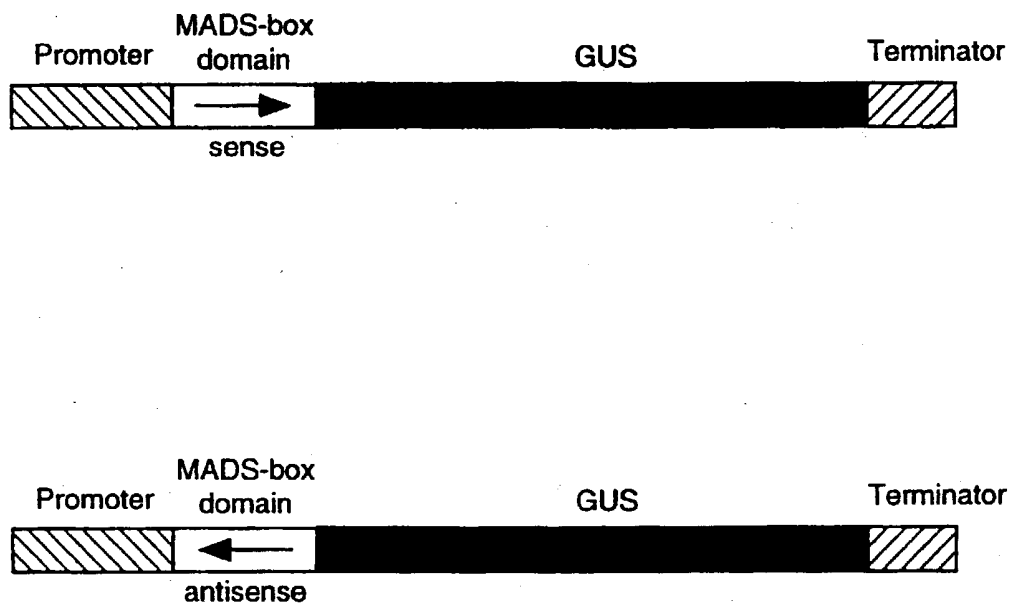 Promoter
MADS-box
domain
GUS
Terminator
sense
Promoter
MADS-box
domain
GUS
Terminator
antisense